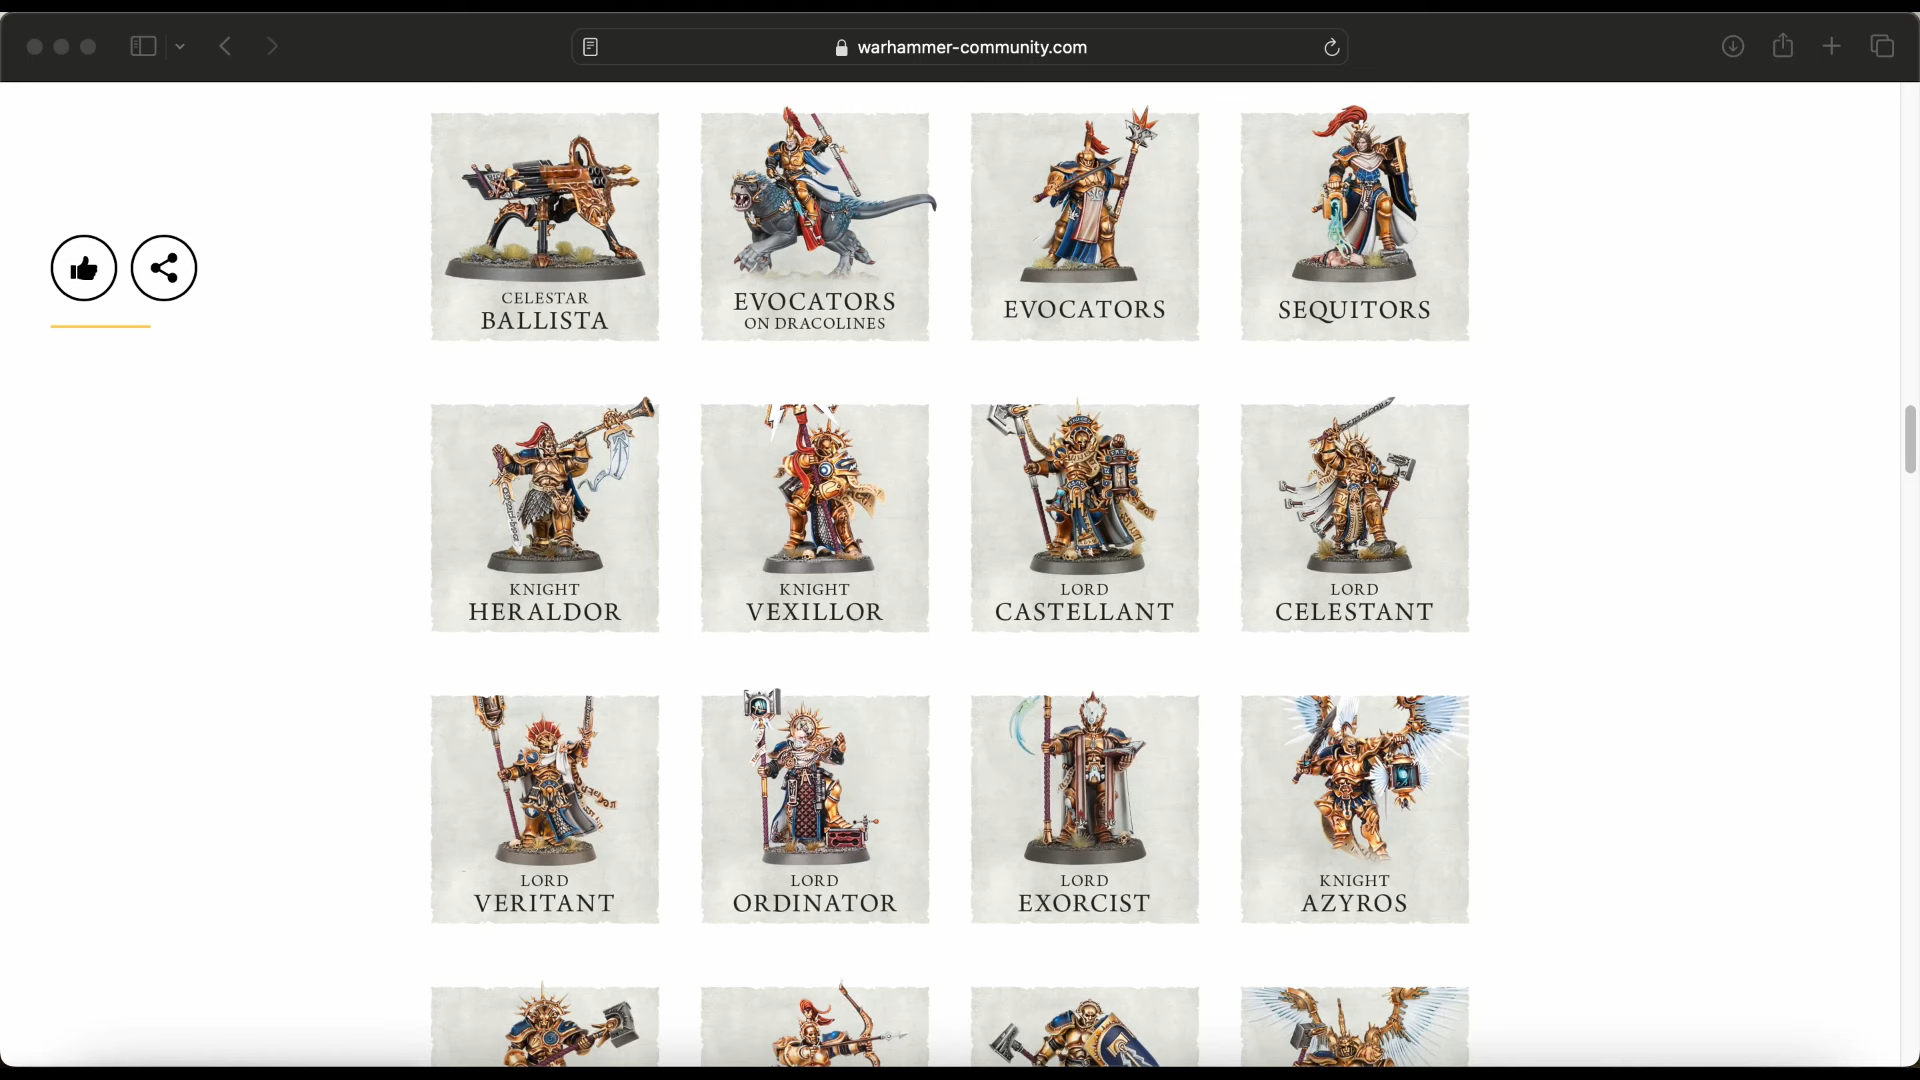 warhammer-community.com
CELESTAR
BALLISTA
EVOCATORS
ON DRACOLINES
EVOCATORS
SEQUITORS
KNIGHT
HERALDOR
KNIGHT
VEXILLOR
LORD
CASTELLANT
LORD
CELESTANT
LORD
VERITANT
LORD
ORDINATOR
LORD
EXORCIST
KNIGHT
AZYROS